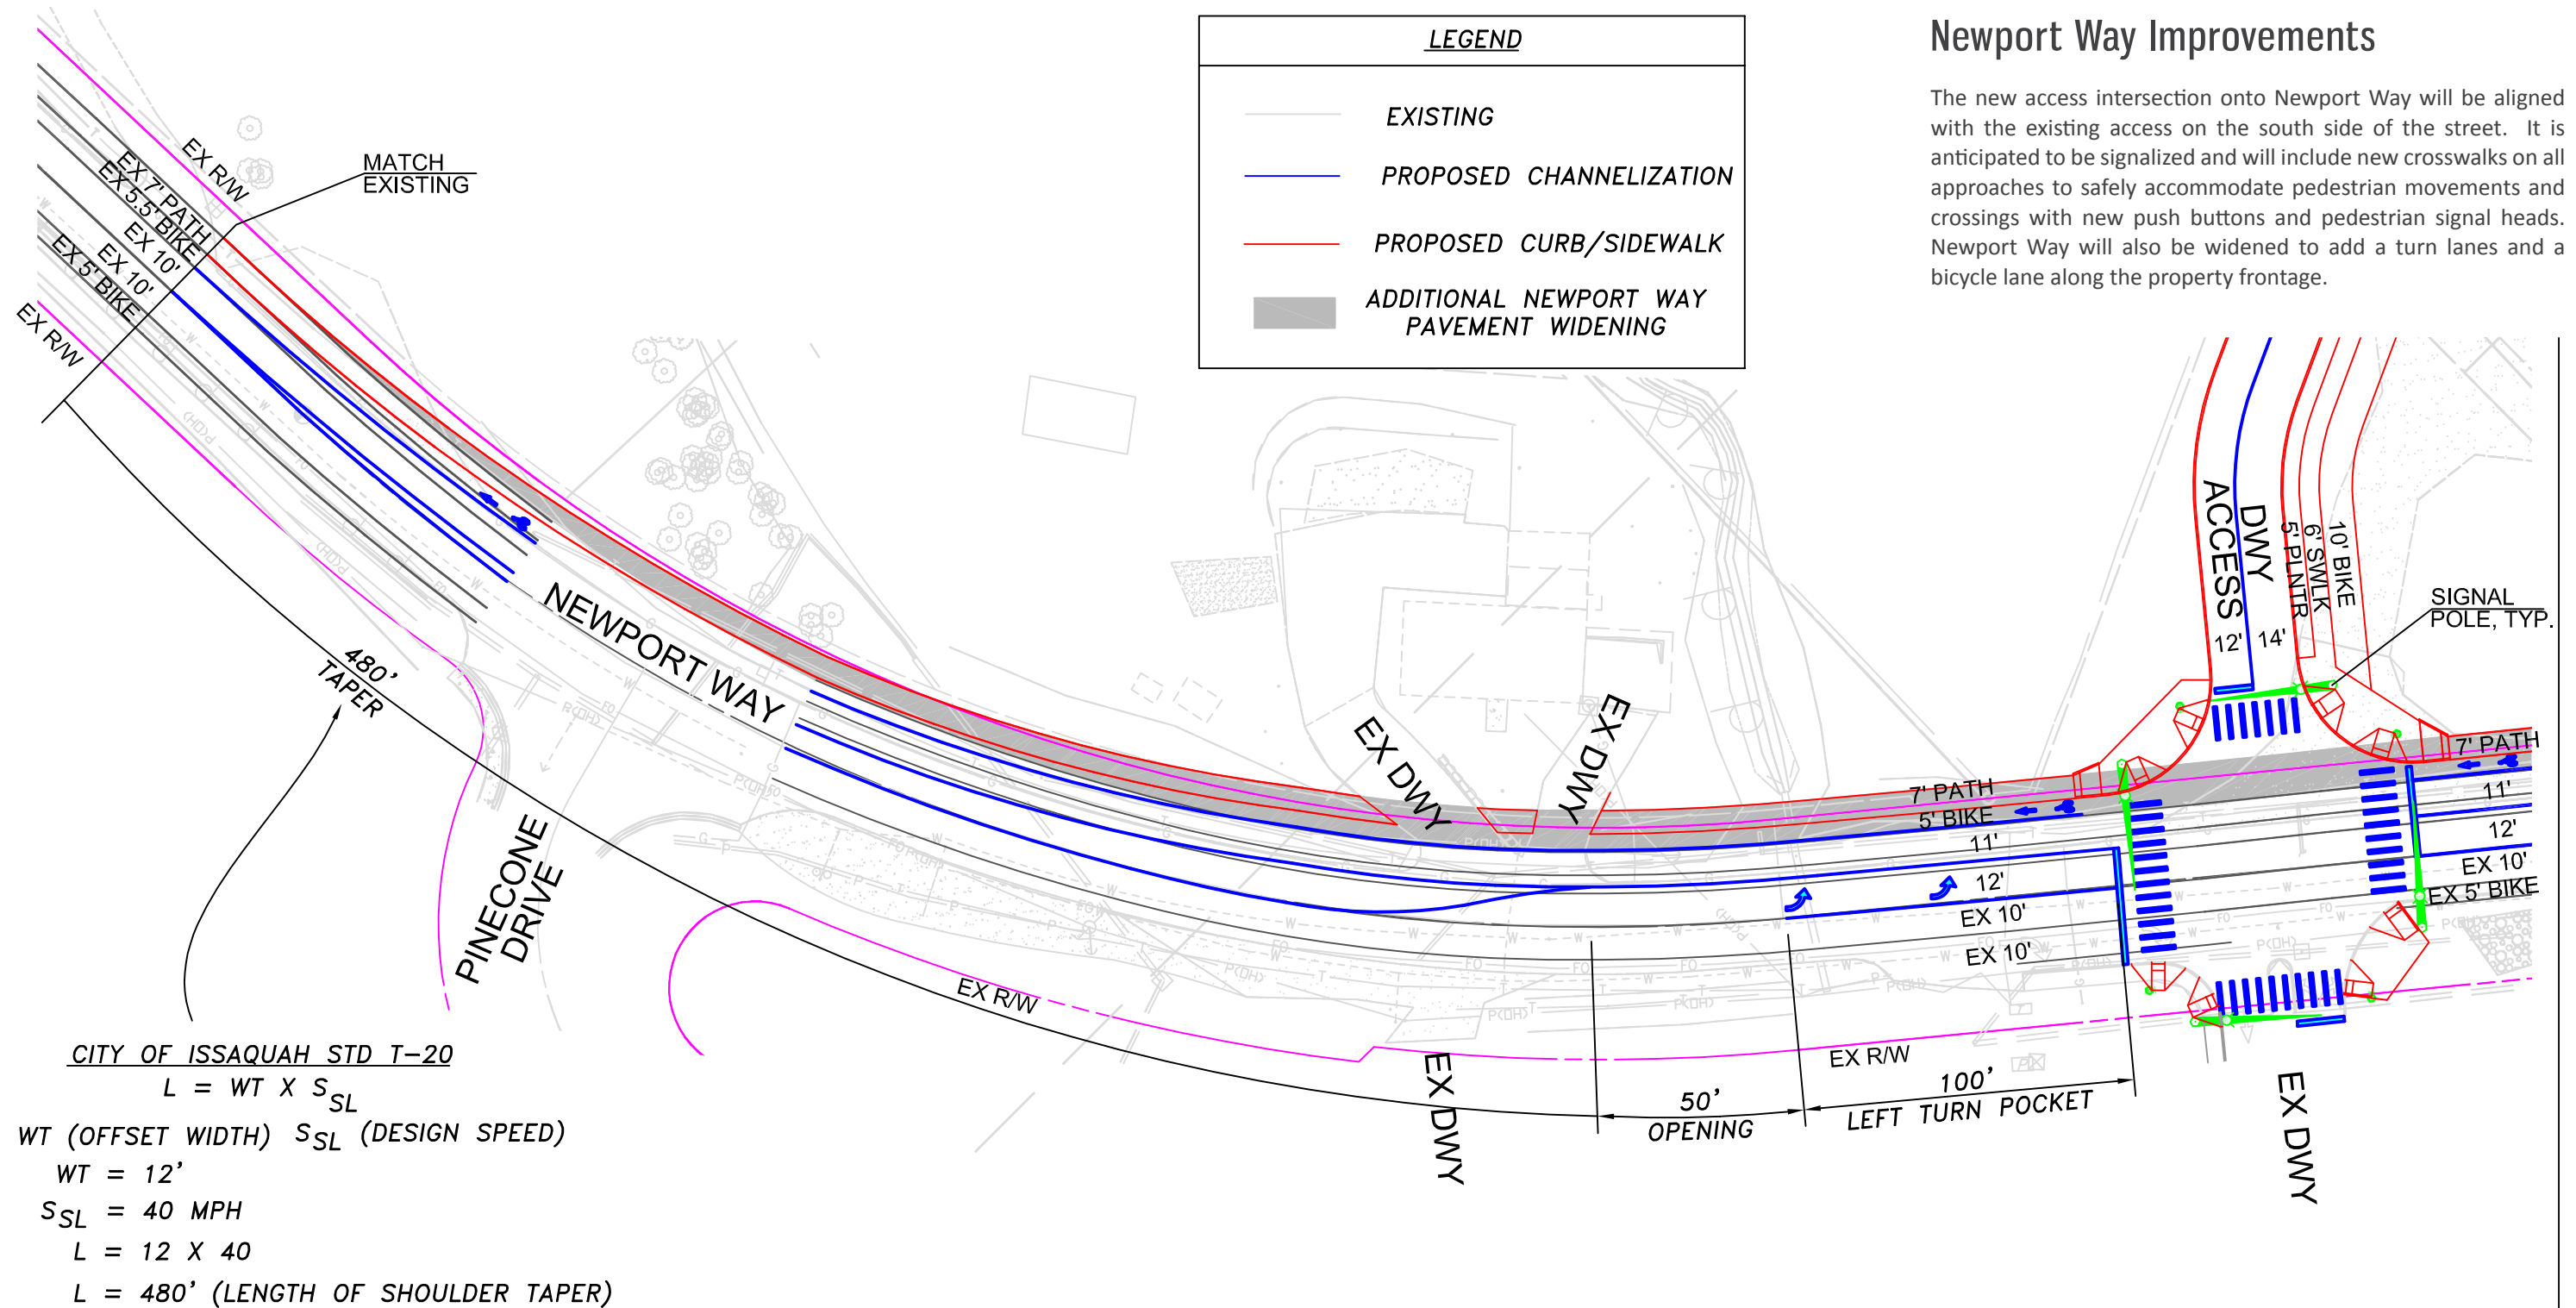 LEGEND
EXISTING
PROPOSED CHANNELIZATION
PROPOSED CURB/SIDEWALK
ADDITIONAL NEWPORT WAY
PAVEMENT WIDENING
Newport Way Improvements
The new access intersection onto Newport Way will be aligned
with the existing access on the south side of the street. It is
anticipated to be signalized and will include new crosswalks on all
approaches to safely accommodate pedestrian movements and
crossings with new push buttons and pedestrian signal heads.
Newport Way will also be widened to add a turn lanes and a
bicycle lane along the property frontage.
EX R/W
MATCH
EXISTING
EX 7' PATH
EX 5.5' BIKE
EX 10'
EX 10'
EX 5' BIKE
EX R/W
480'
TAPER
NEWPORT WAY
PINECONE
DRIVE
EX R/W
EX DWY
EX DWY
EX DWY
7' PATH
5' BIKE
11'
12'
EX 10'
EX 10'
EX R/W
50'
OPENING
100'
LEFT TURN POCKET
ACCESS
DWY
5' PLNTR
6' SWLK
10' BIKE
12'
14'
SIGNAL
POLE, TYP.
7' PATH
11'
12'
EX 10'
EX 5' BIKE
EX DWY
CITY OF ISSAQUAH STD T-20
L = WT X SSL
WT (OFFSET WIDTH) SSL (DESIGN SPEED)
WT = 12'
SSL = 40 MPH
L = 12 X 40
L = 480' (LENGTH OF SHOULDER TAPER)